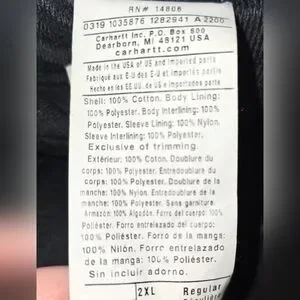 RN# 14806
0319 1035876 1282941 A 2200
Carhartt Inc. P.O. Box 600
Dearborn, MI 48121 USA
carhartt.com
Made in the USA of US and imported parts
Fabriqué aux É-U de É-U et importés parts
Hecho en los EE.UU. de US e importado partes
Shell: 100% Cotton. Body Lining:
100% Polyester. Body Interlining: 100%
Polyester. Sleeve Lining: 100% Nylon.
Sleeve Interlining: 100% Polyester.
Exclusive of trimming.
Extérieur: 100% Coton. Doublure du
corps: 100% Polyester. Entredoublure du
corps: 100% Polyester. Doublure de la
manche: 100% Nylon. Entredoublure de la
manche: 100% Polyester. Sans garniture.
Armazón: 100% Algodón. Forro del cuerpo:
100% Poliéster. Forro entrelazado del
cuerpo: 100% Poliéster. Forro de la manga:
100% Nilón. Forro entrelazado
de la manga: 100% Poliéster.
Sin incluir adorno.
2XL Regular